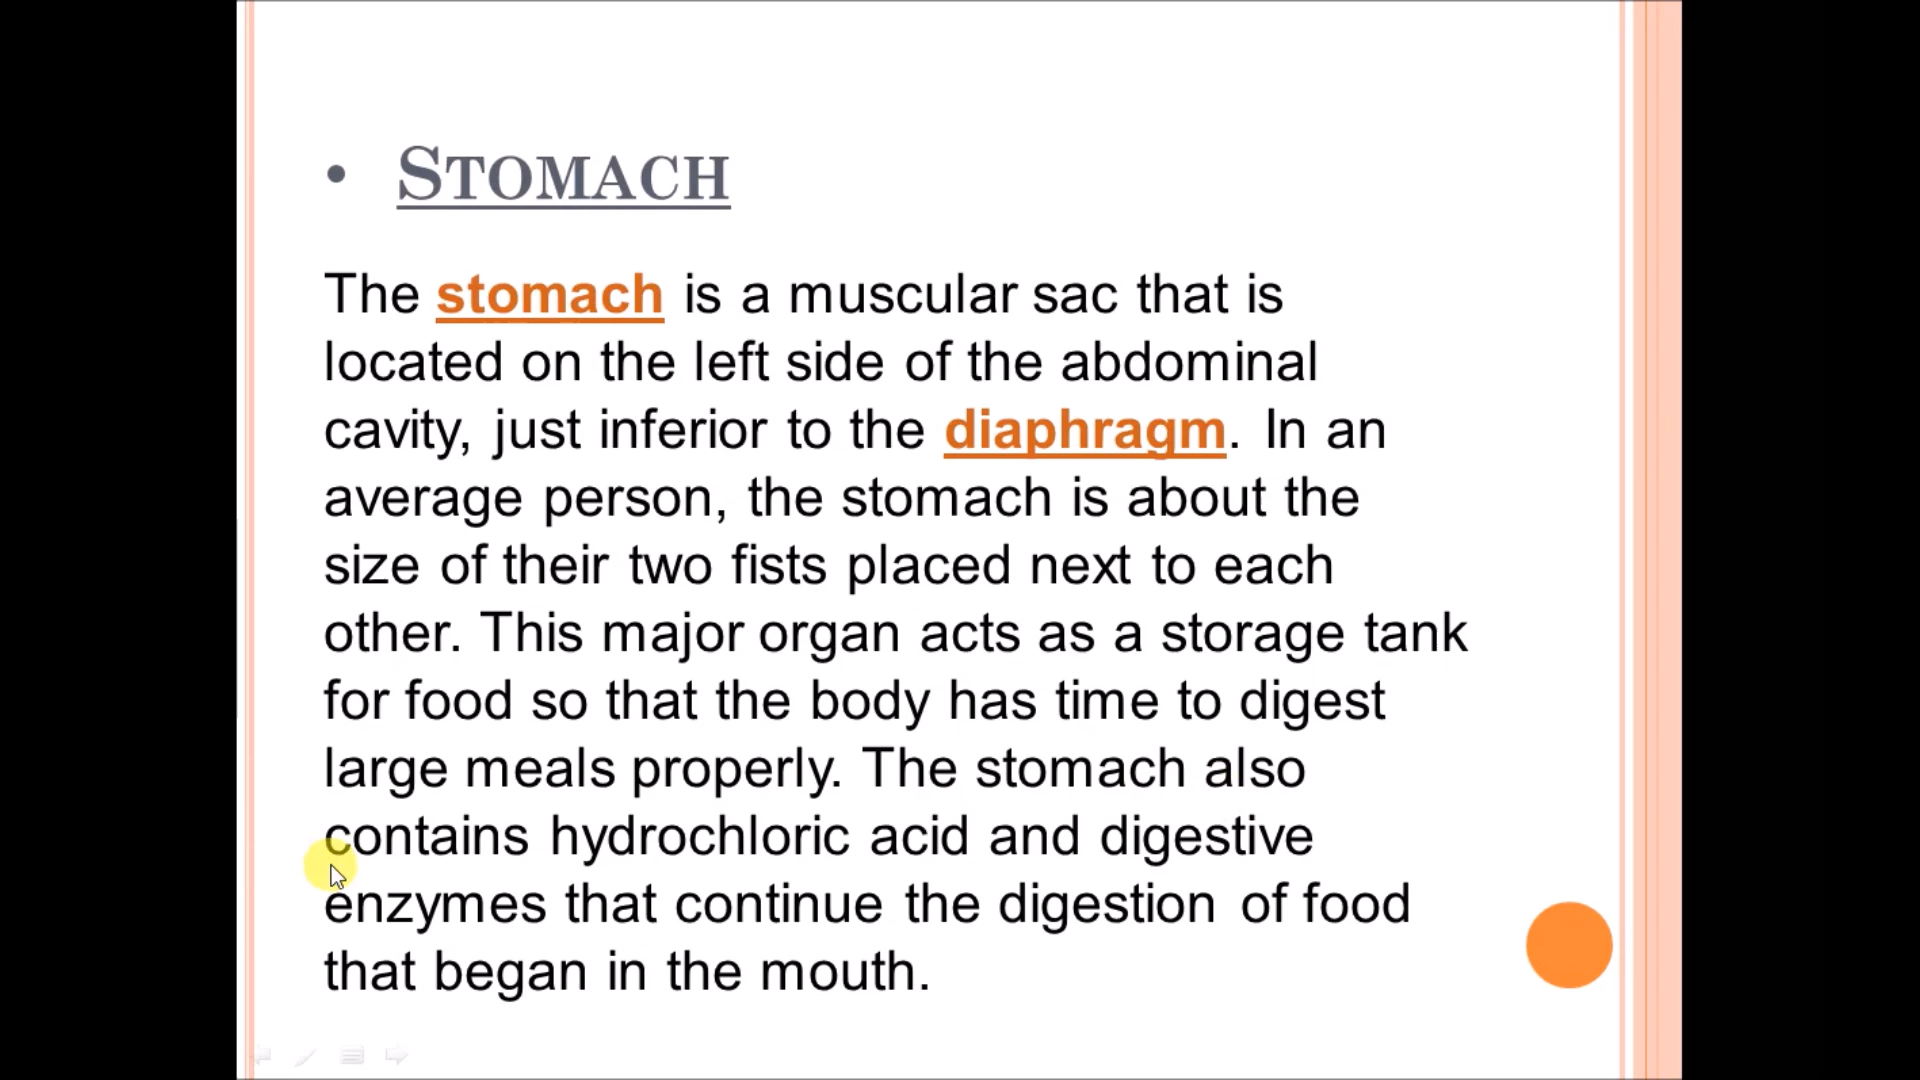 • STOMACH
The stomach is a muscular sac that is
located on the left side of the abdominal
cavity, just inferior to the diaphragm. In an
average person, the stomach is about the
size of their two fists placed next to each
other. This major organ acts as a storage tank
for food so that the body has time to digest
large meals properly. The stomach also
contains hydrochloric acid and digestive
enzymes that continue the digestion of food
that began in the mouth.